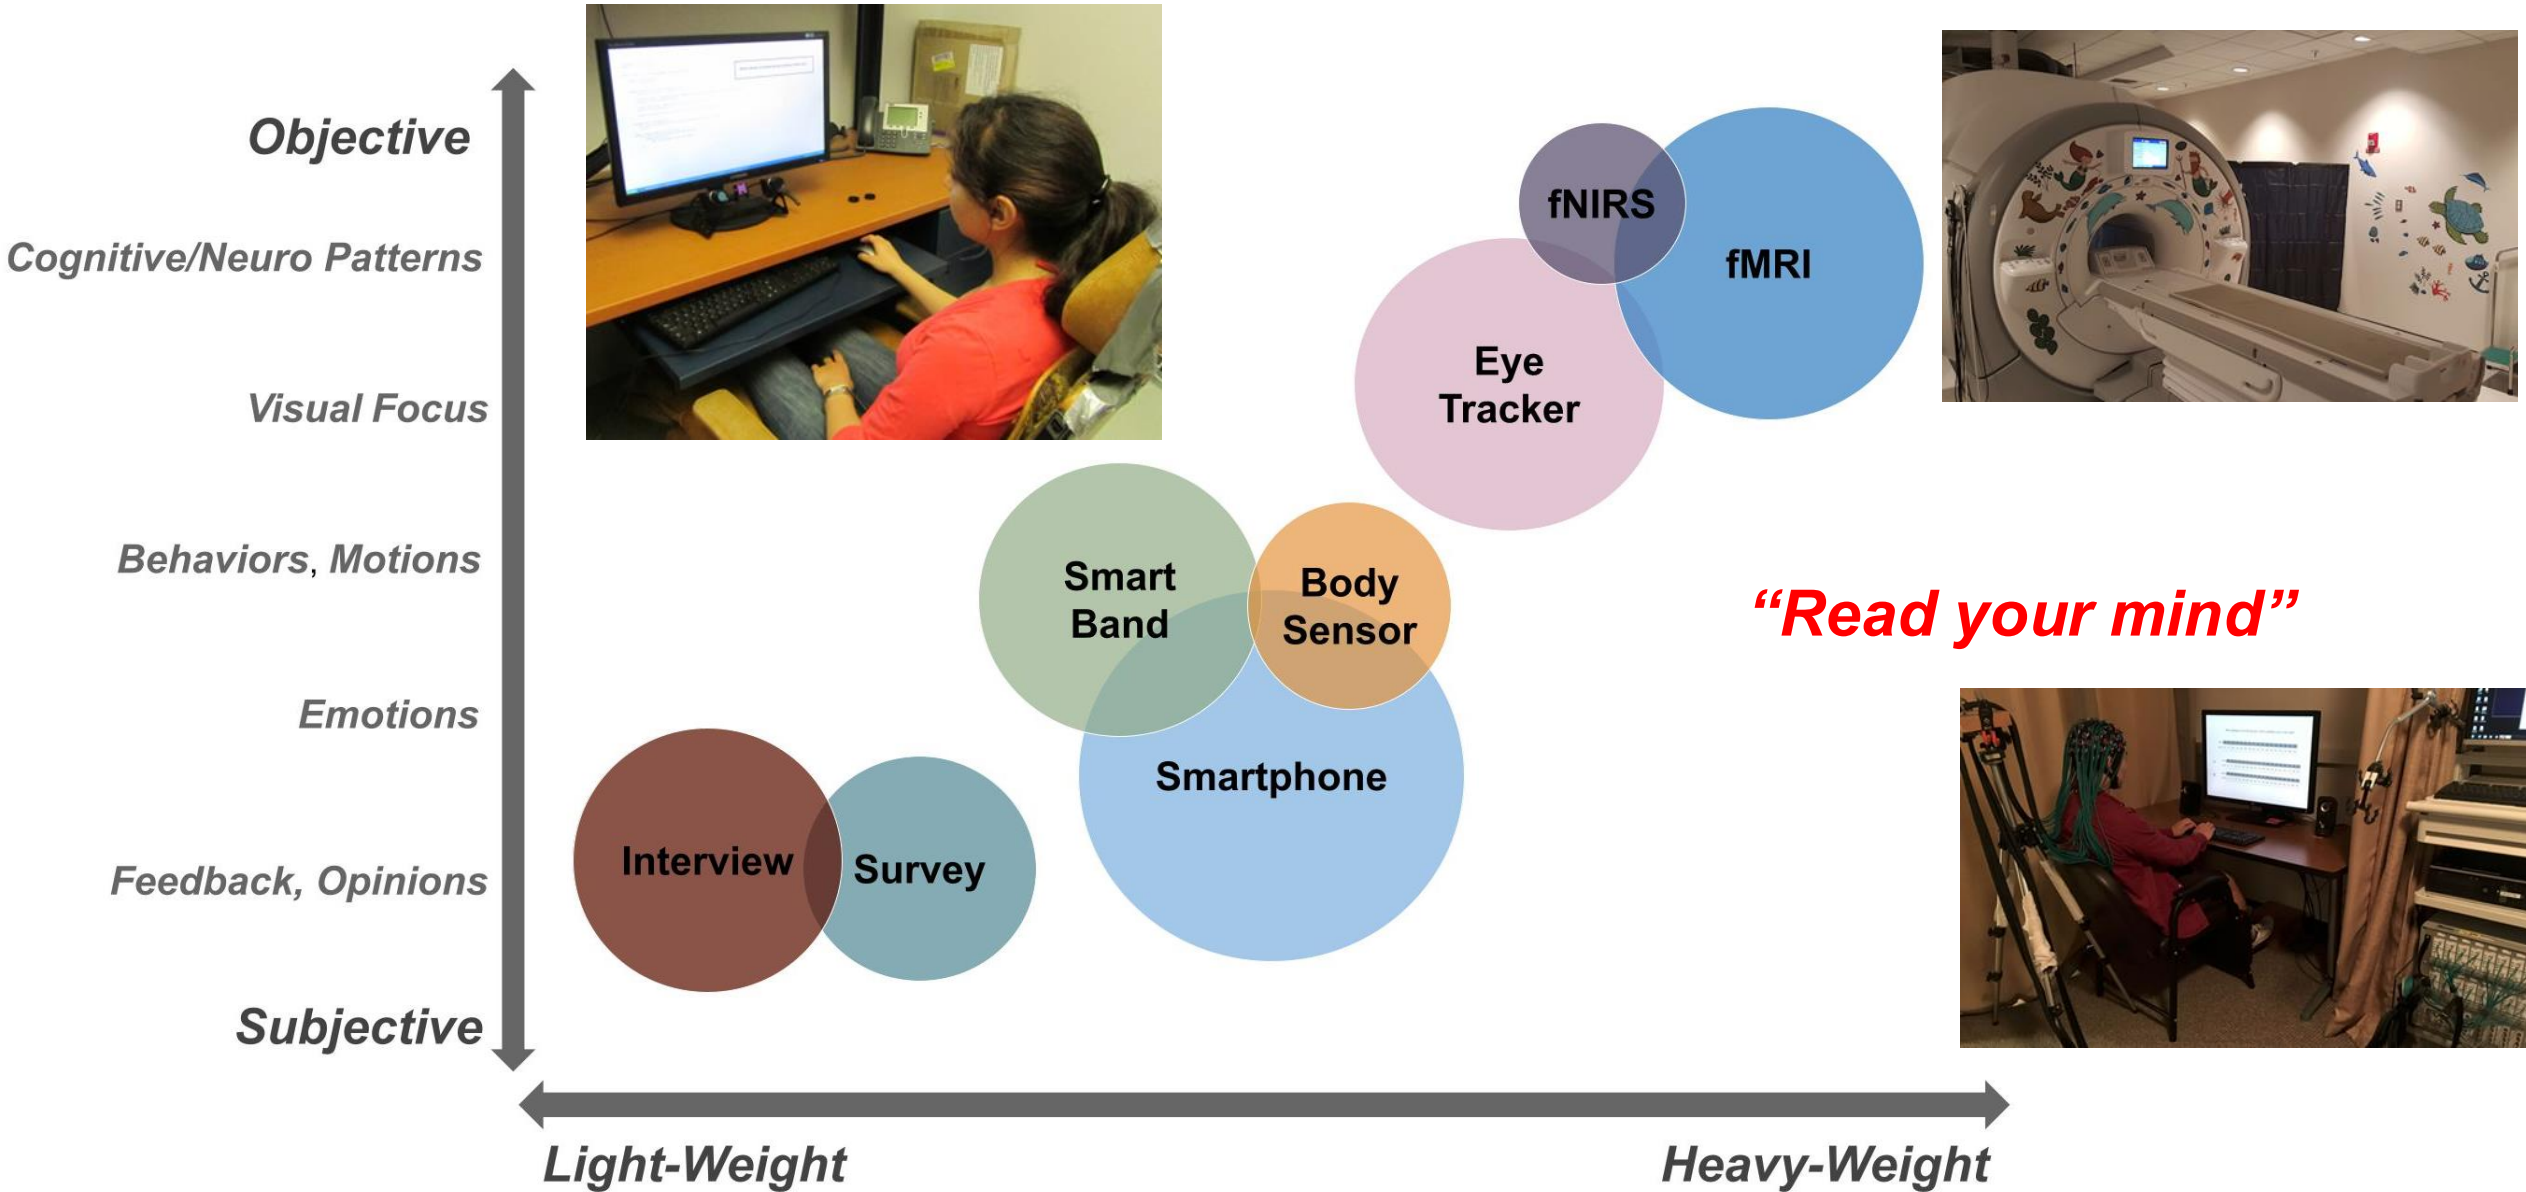 Objective
Cognitive/Neuro Patterns
Visual Focus
Behaviors, Motions
Emotions
Feedback, Opinions
Subjective
fNIRS
fMRI
Eye
Tracker
Smart
Band
Body
Sensor
Smartphone
Interview
Survey
“Read your mind”
Light-Weight
Heavy-Weight